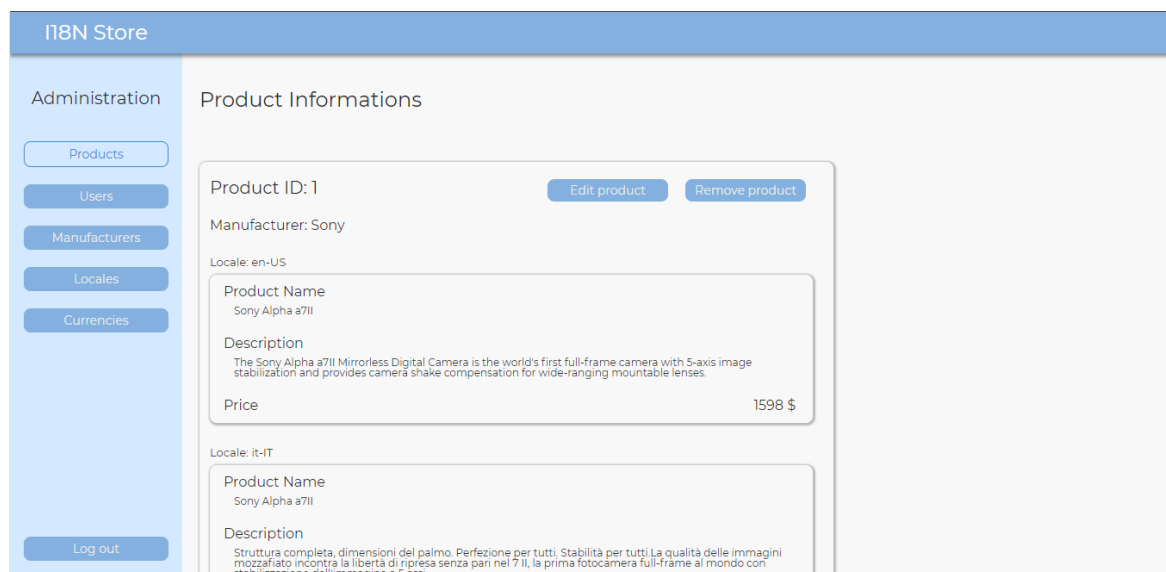 I18N Store
Administration
Products
Users
Manufacturers
Locales
Currencies
Log out
Product Informations
Product ID: 1
Edit product
Remove product
Manufacturer: Sony
Locale: en-US
Product Name
Sony Alpha a7II
Description
The Sony Alpha a7II Mirrorless Digital Camera is the world's first full-frame camera with 5-axis image
stabilization and provides camera shake compensation for wide-ranging mountable lenses.
Price
1598 $
Locale: it-IT
Product Name
Sony Alpha a7II
Description
Struttura completa, dimensioni del palmo. Perfezione per tutti. Stabilità per tutti.La qualità delle immagini
mozzafiato incontra la libertà di ripresa senza pari nel 7 II, la prima fotocamera full-frame al mondo con